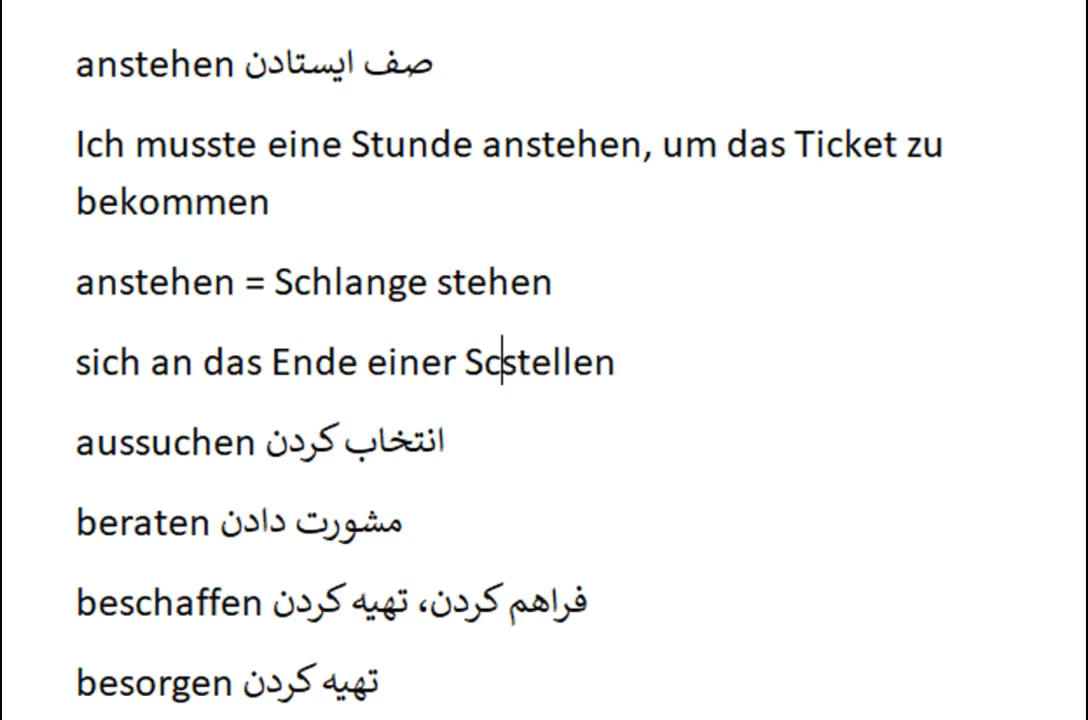 anstehen صف ایستادن
Ich musste eine Stunde anstehen, um das Ticket zu
bekommen
anstehen = Schlange stehen
sich an das Ende einer Scstellen
aussuchen انتخاب کردن
beraten مشورت دادن
beschaffen فراهم کردن، تهیه کردن
besorgen تهیه کردن